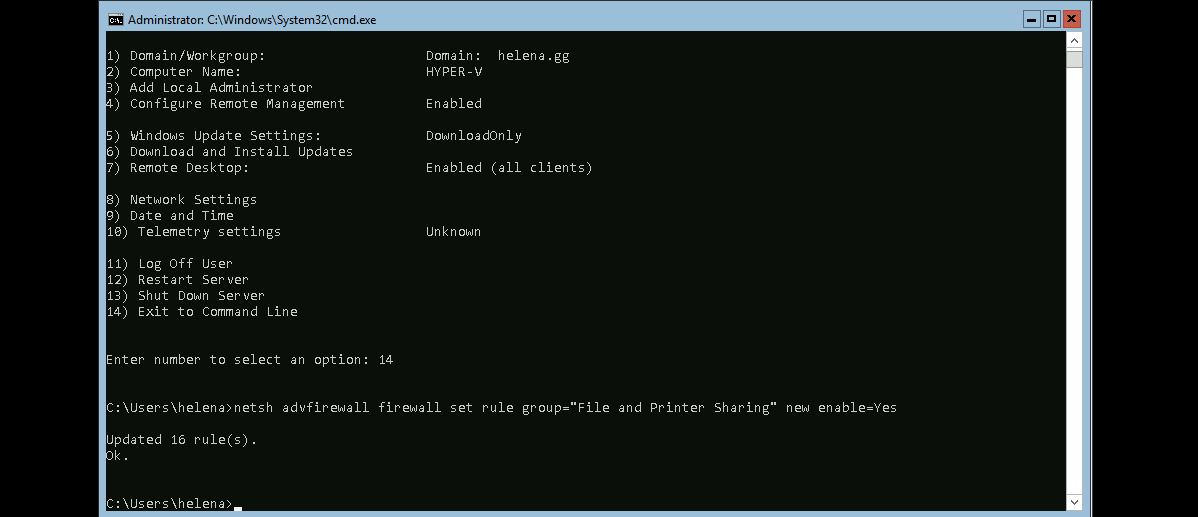 Administrator: C:\Windows\System32\cmd.exe
1) Domain/Workgroup: Domain: helena.gg
2) Computer Name: HYPER-V
3) Add Local Administrator
4) Configure Remote Management Enabled
5) Windows Update Settings: DownloadOnly
6) Download and Install Updates
7) Remote Desktop: Enabled (all clients)
8) Network Settings
9) Date and Time
10) Telemetry settings Unknown
11) Log Off User
12) Restart Server
13) Shut Down Server
14) Exit to Command Line
Enter number to select an option: 14
C:\Users\helena>netsh advfirewall firewall set rule group="File and Printer Sharing" new enable=Yes
Updated 16 rule(s).
Ok.
C:\Users\helena>